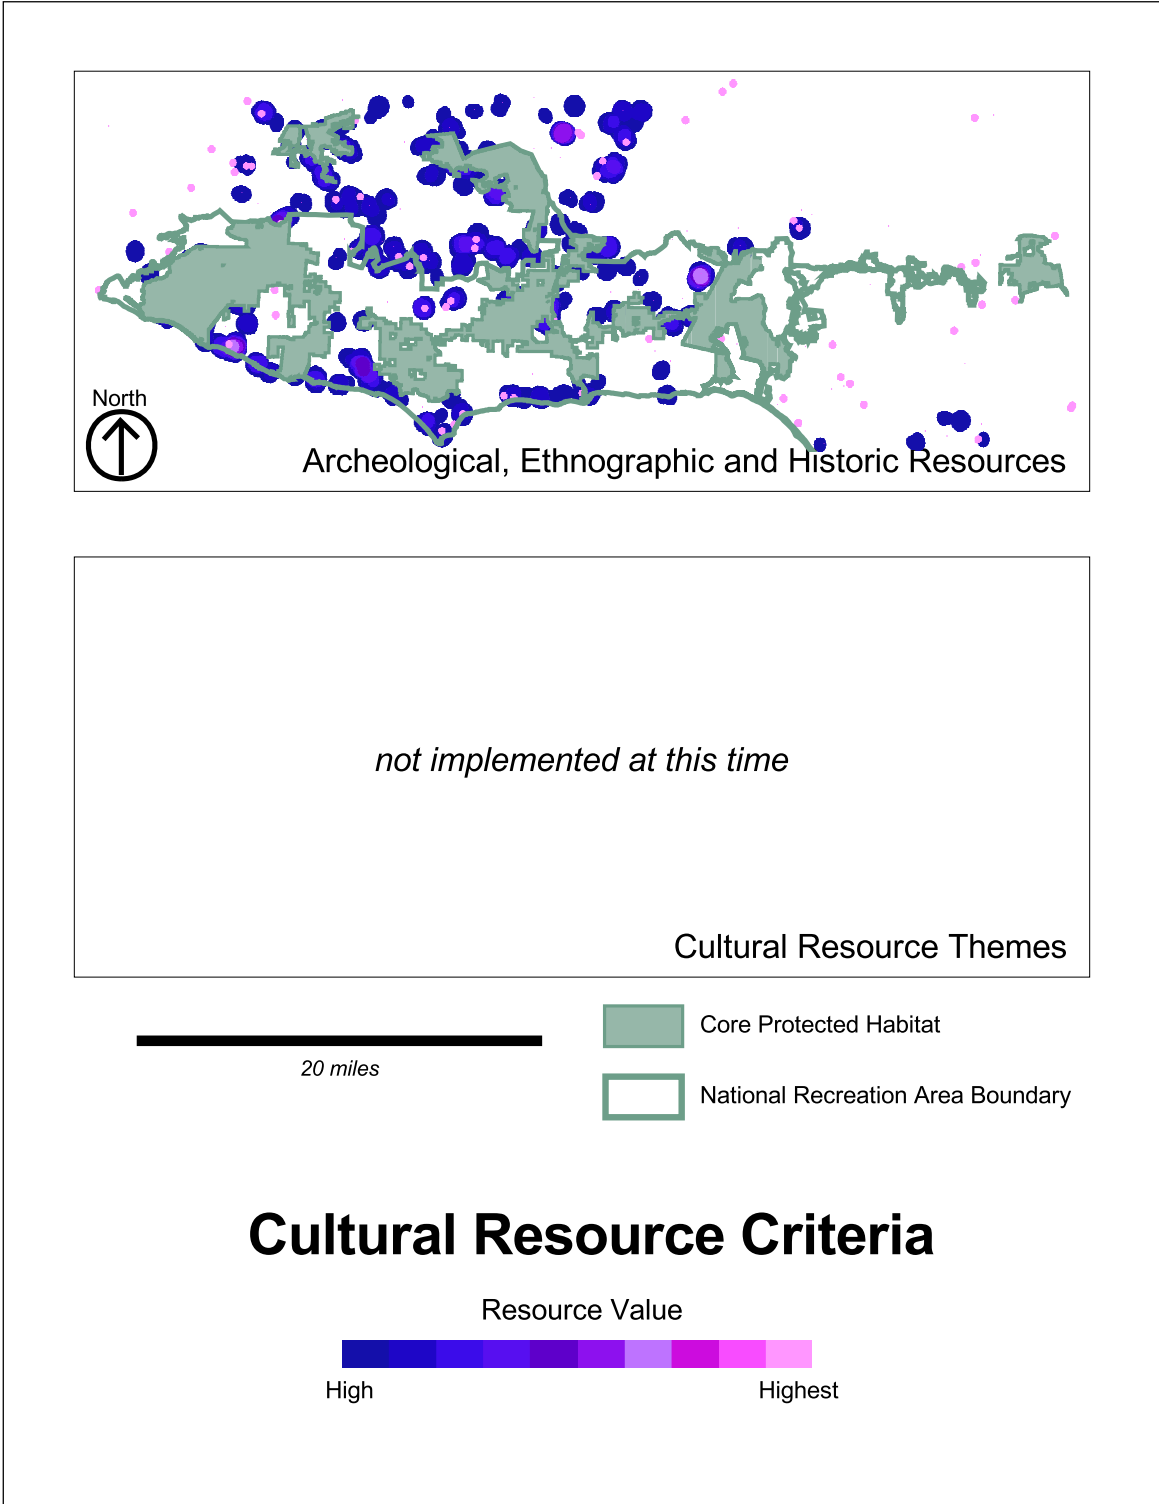 North
Archeological, Ethnographic and Historic Resources
not implemented at this time
Cultural Resource Themes
20 miles
Core Protected Habitat
National Recreation Area Boundary
Cultural Resource Criteria
Resource Value
High
Highest